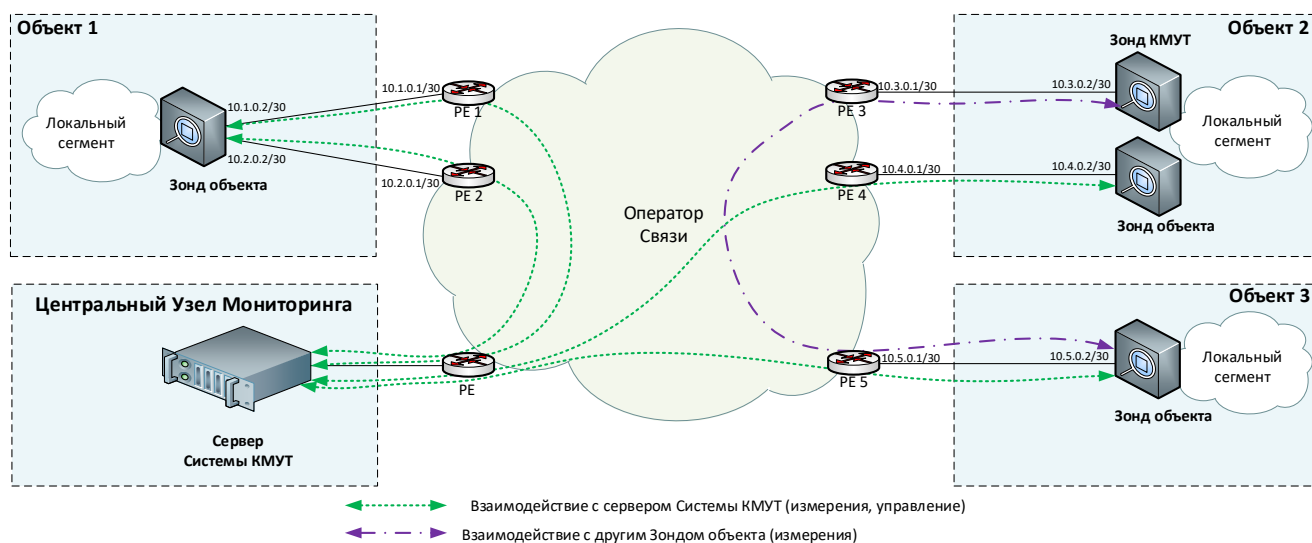 Объект 1
10.1.0.2/30
10.1.0.1/30
PE 1
Локальный
сегмент
10.2.0.2/30
Зонд объекта
10.2.0.1/30
PE 2
Оператор
Связи
Объект 2
Зонд КМУТ
10.3.0.1/30
10.3.0.2/30
PE 3
Локальный
сегмент
10.4.0.1/30
10.4.0.2/30
PE 4
Зонд объекта
Центральный Узел Мониторинга
PE
Сервер
Системы КМУТ
Объект 3
10.5.0.1/30
10.5.0.2/30
PE 5
Локальный
сегмент
Зонд объекта
Взаимодействие с сервером Системы КМУТ (измерения, управление)
Взаимодействие с другим Зондом объекта (измерения)